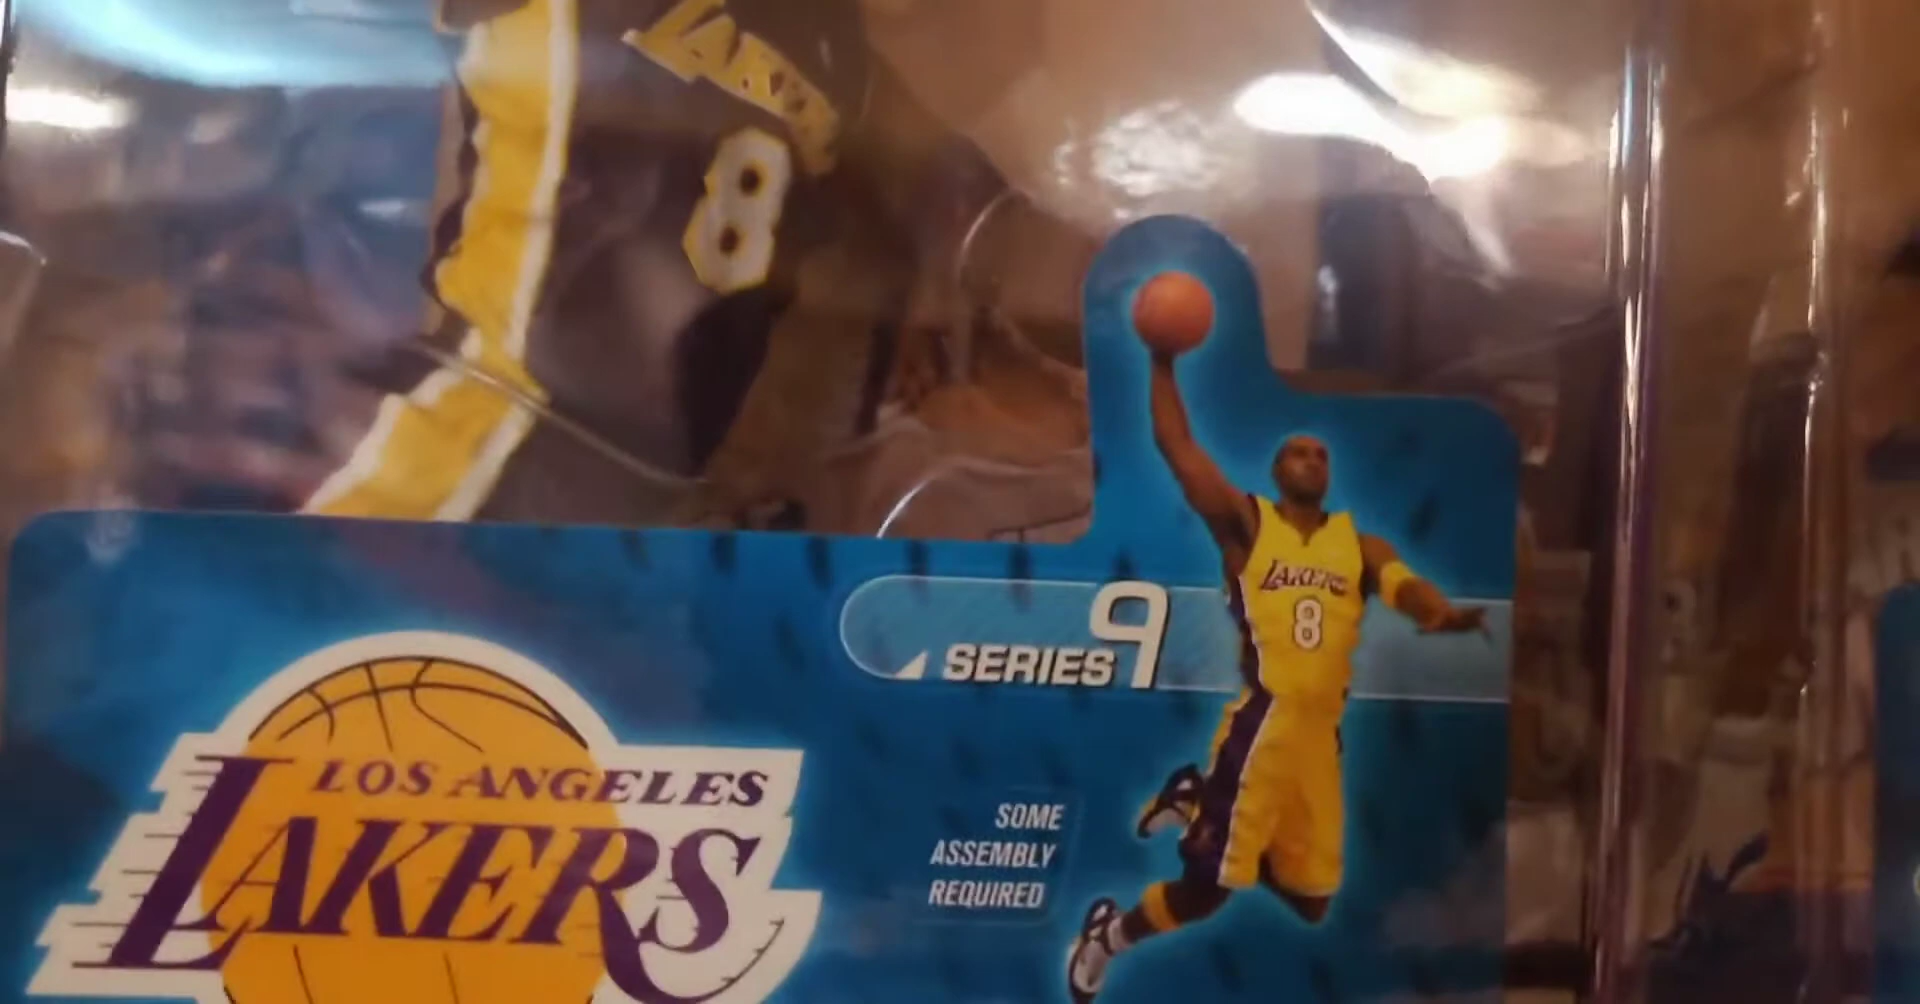 LAKERS
8
LAKERS
8
SERIES 9
LOS ANGELES
LAKERS
SOME
ASSEMBLY
REQUIRED